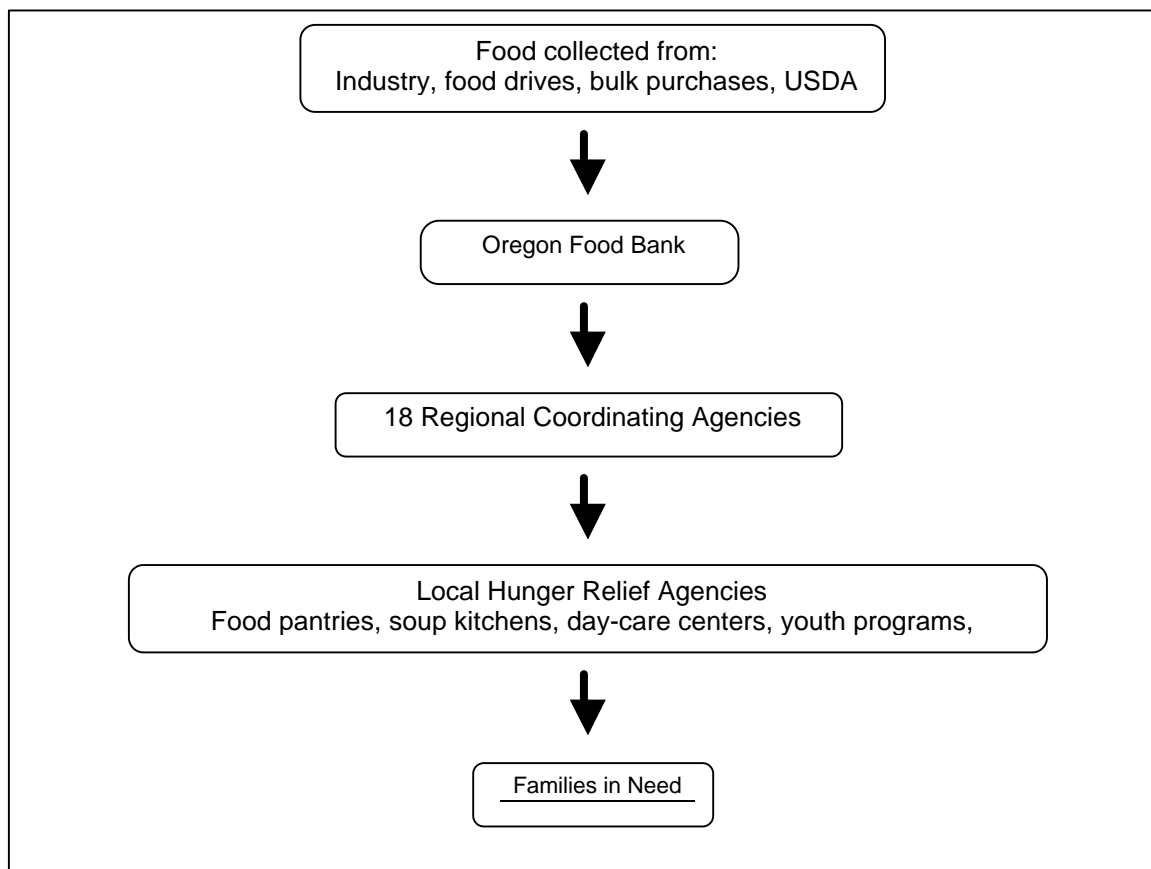 Food collected from:
Industry, food drives, bulk purchases, USDA
Oregon Food Bank
18 Regional Coordinating Agencies
Local Hunger Relief Agencies
Food pantries, soup kitchens, day-care centers, youth programs,
Families in Need